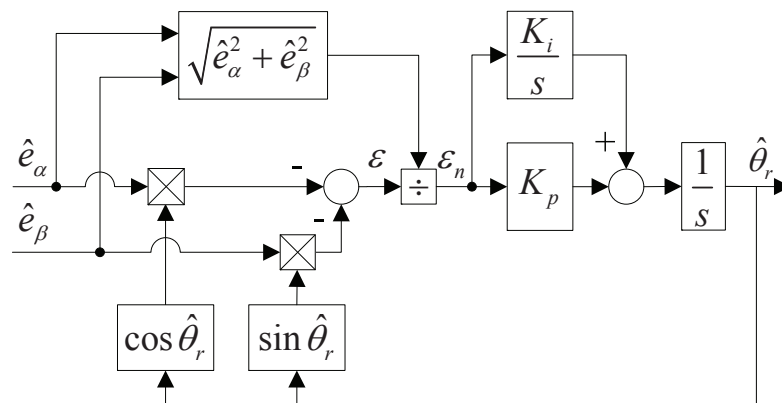 √(ê_α² + ê_β²)
K_i
s
ê_α
-
ε
÷
ε_n
K_p
+
1
s
θ̂_r
ê_β
-
cos θ̂_r
sin θ̂_r